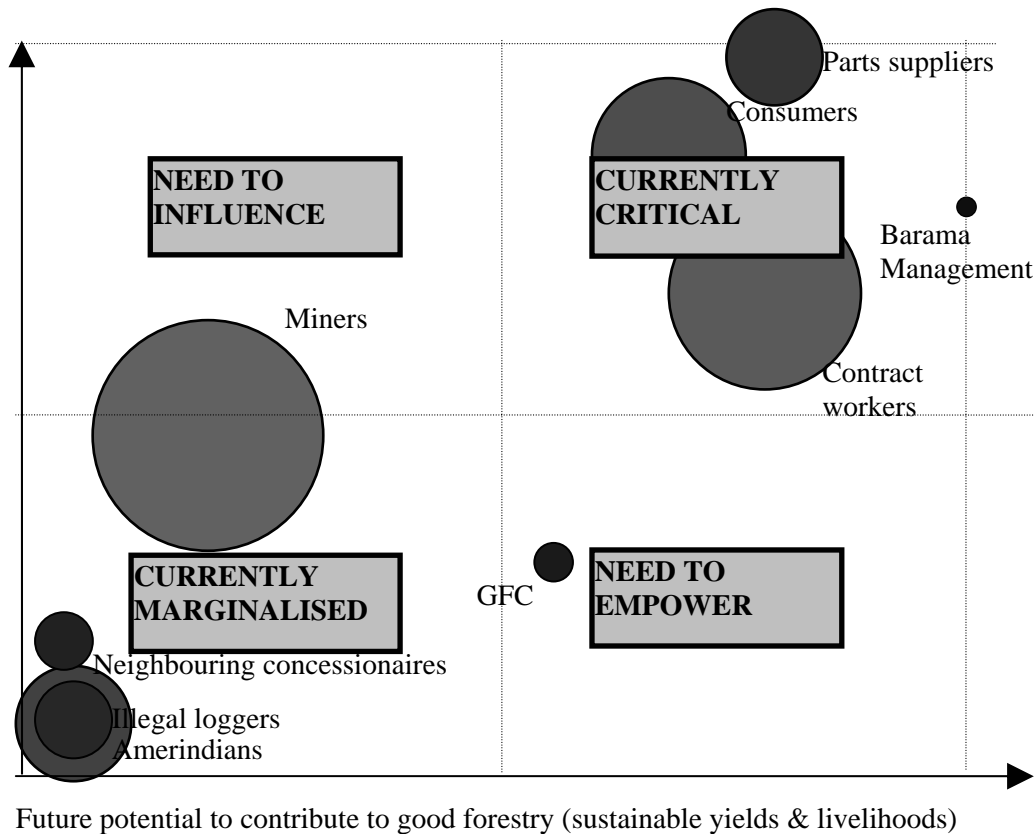 Parts suppliers
Consumers
NEED TO
INFLUENCE
CURRENTLY
CRITICAL
Barama
Management
Miners
Contract
workers
CURRENTLY
MARGINALISED
GFC
NEED TO
EMPOWER
Neighbouring concessionaires
Illegal loggers
Amerindians
Future potential to contribute to good forestry (sustainable yields & livelihoods)